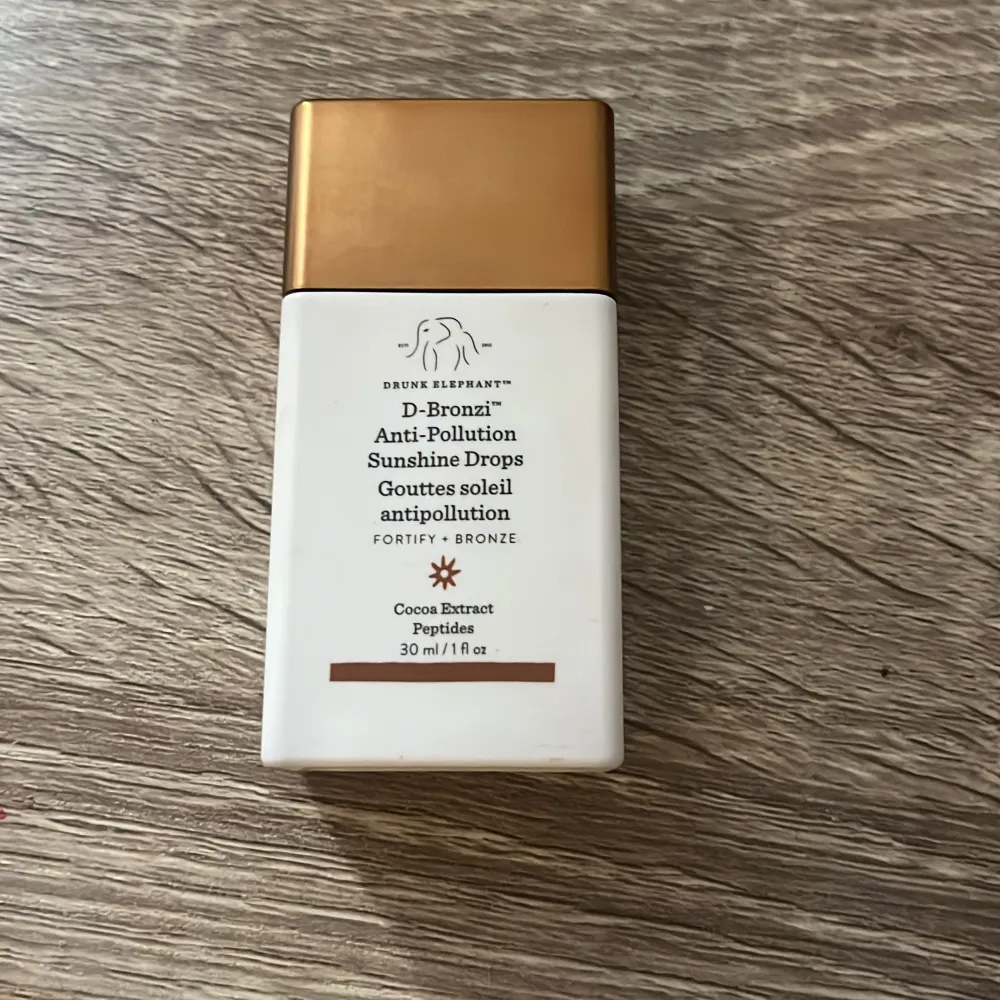 DRUNK ELEPHANT™
D-Bronzi™
Anti-Pollution
Sunshine Drops
Gouttes soleil
antipollution
FORTIFY + BRONZE
Cocoa Extract
Peptides
30 ml / 1 fl oz